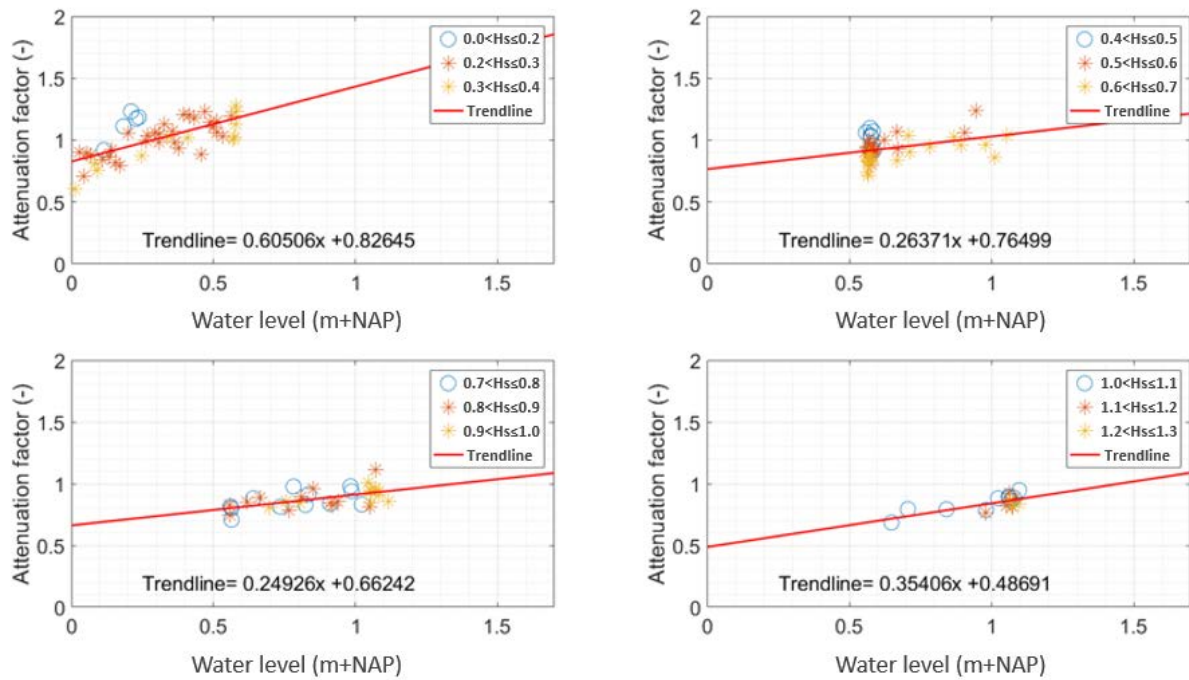 2
1.5
1
0.5
0
Attenuation factor (-)
0.0<Hs≤0.2
0.2<Hs≤0.3
0.3<Hs≤0.4
Trendline
Trendline= 0.60506x +0.82645
0 0.5 1 1.5
Water level (m+NAP)
2
1.5
1
0.5
0
Attenuation factor (-)
0.4<Hs≤0.5
0.5<Hs≤0.6
0.6<Hs≤0.7
Trendline
Trendline= 0.26371x +0.76499
0 0.5 1 1.5
Water level (m+NAP)
2
1.5
1
0.5
0
Attenuation factor (-)
0.7<Hs≤0.8
0.8<Hs≤0.9
0.9<Hs≤1.0
Trendline
Trendline= 0.24926x +0.66242
0 0.5 1 1.5
Water level (m+NAP)
2
1.5
1
0.5
0
Attenuation factor (-)
1.0<Hs≤1.1
1.1<Hs≤1.2
1.2<Hs≤1.3
Trendline
Trendline= 0.35406x +0.48691
0 0.5 1 1.5
Water level (m+NAP)